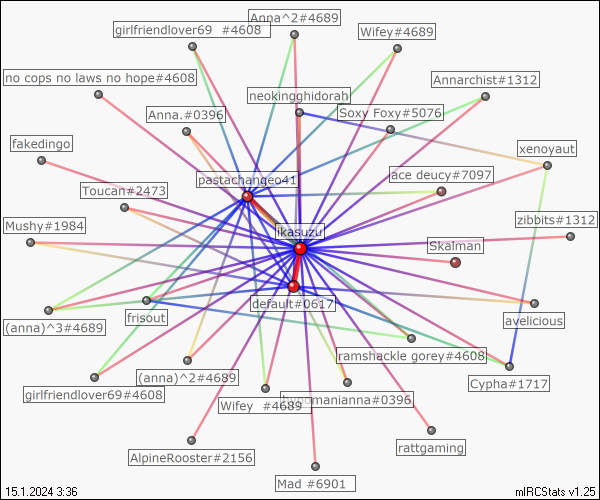 girlfriendlover69 #4608
Anna^2#4689
Wifey#4689
no cops no laws no hope#4608
Annarchist#1312
neokingghidorah
Anna.#0396
Soxy Foxy#5076
fakedingo
xenoyaut
pastachangeo41
ace deucy#7097
Toucan#2473
Mushy#1984
zibbits#1312
ikasuzu
Skalman
default#0617
(anna)^3#4689
frisout
avelicious
ramshackle gorey#4608
(anna)^2#4689
Cypha#1717
girlfriendlover69#4608
Wifey #4689
hypomanianna#0396
AlpineRooster#2156
rattgaming
Mad #6901
15.1.2024 3:36
mIRCStats v1.25